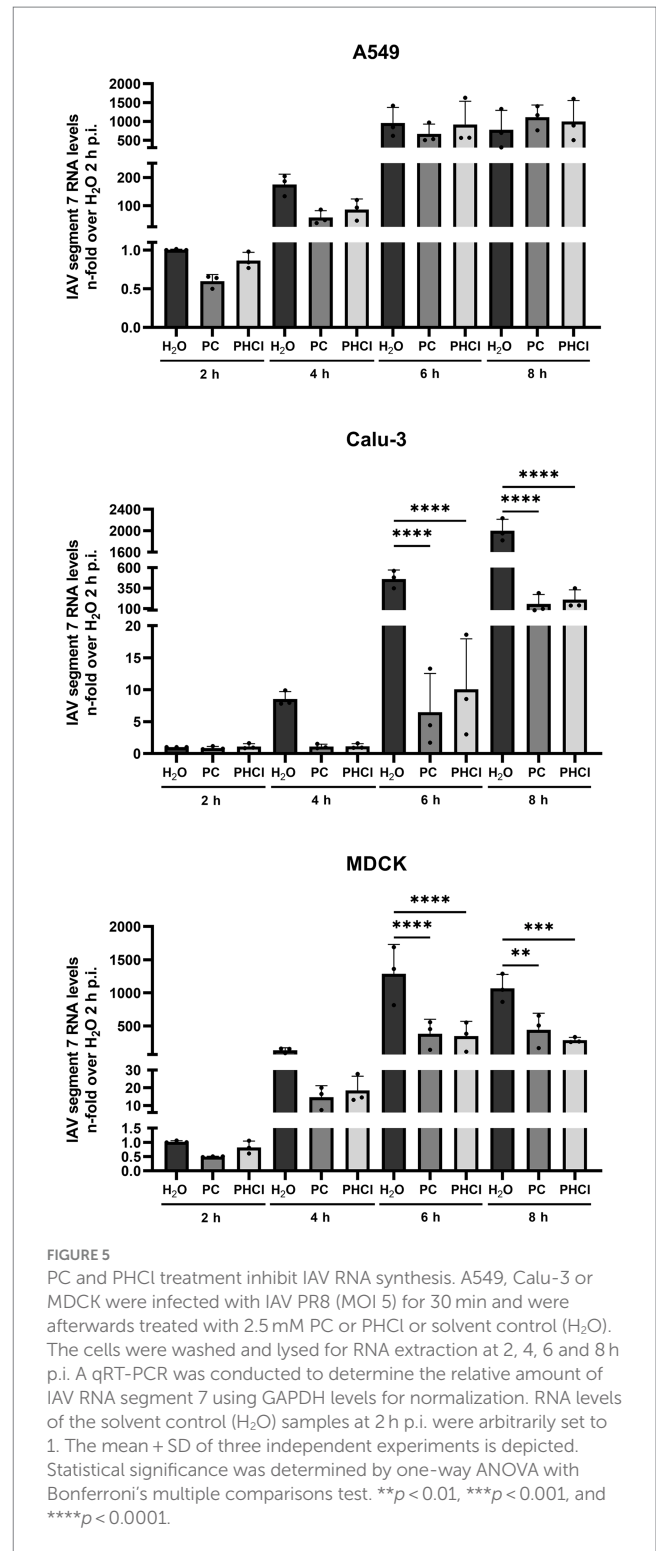 A549
IAV segment 7 RNA levels
n-fold over H₂O 2 h p.i.
2000
1500
1000
500
200
100
1.0
0.5
0.0
H₂O PC PHCl H₂O PC PHCl H₂O PC PHCl H₂O PC PHCl
2 h 4 h 6 h 8 h
Calu-3
IAV segment 7 RNA levels
n-fold over H₂O 2 h p.i.
**** ****
**** ****
2400
2000
1600
600
350
100
20
15
10
5
0
H₂O PC PHCl H₂O PC PHCl H₂O PC PHCl H₂O PC PHCl
2 h 4 h 6 h 8 h
MDCK
IAV segment 7 RNA levels
n-fold over H₂O 2 h p.i.
**** ***
**** **
2000
1500
1000
500
30
20
10
1.5
1.0
0.5
0.0
H₂O PC PHCl H₂O PC PHCl H₂O PC PHCl H₂O PC PHCl
2 h 4 h 6 h 8 h
FIGURE 5
PC and PHCl treatment inhibit IAV RNA synthesis. A549, Calu-3 or
MDCK were infected with IAV PR8 (MOI 5) for 30 min and were
afterwards treated with 2.5 mM PC or PHCl or solvent control (H₂O).
The cells were washed and lysed for RNA extraction at 2, 4, 6 and 8 h
p.i. A qRT-PCR was conducted to determine the relative amount of
IAV RNA segment 7 using GAPDH levels for normalization. RNA levels
of the solvent control (H₂O) samples at 2 h p.i. were arbitrarily set to
1. The mean + SD of three independent experiments is depicted.
Statistical significance was determined by one-way ANOVA with
Bonferroni’s multiple comparisons test. **p < 0.01, ***p < 0.001, and
****p < 0.0001.